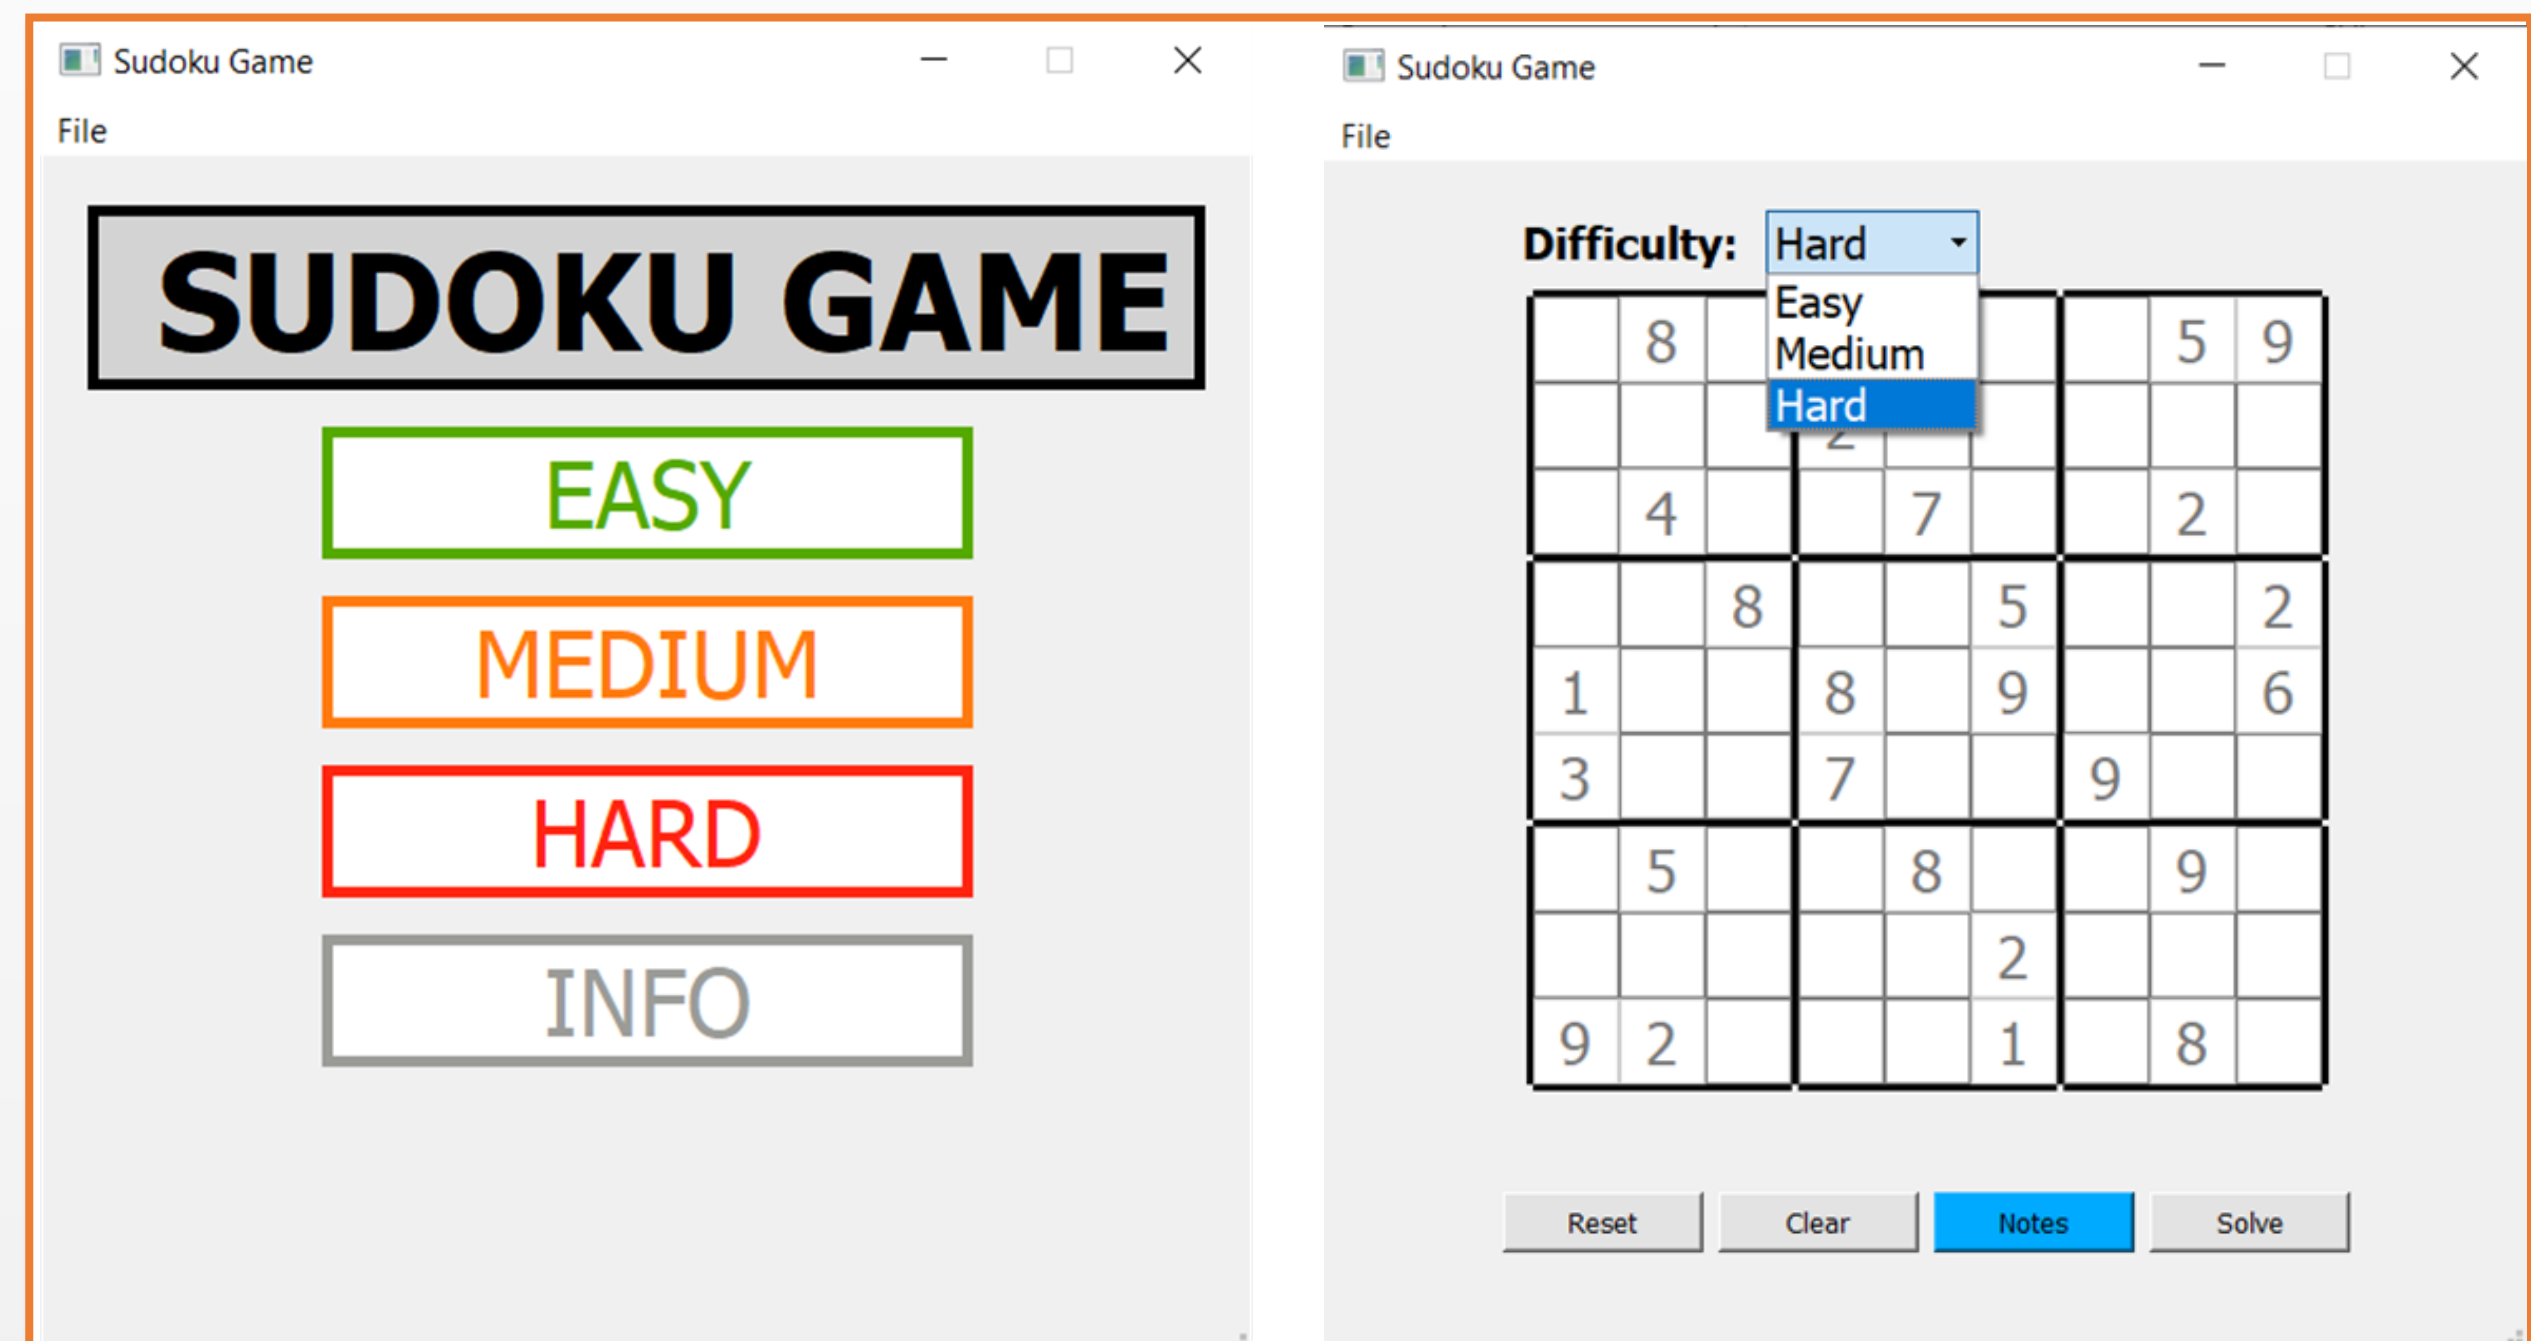 Sudoku Game
File
SUDOKU GAME
EASY
MEDIUM
HARD
INFO
Sudoku Game
File
Difficulty: Hard
Easy
Medium
Hard
8 5 9
2
4 7 2
8 5 2
1 8 9 6
3 7 9
5 8 9
2
9 2 1 8
Reset Clear Notes Solve